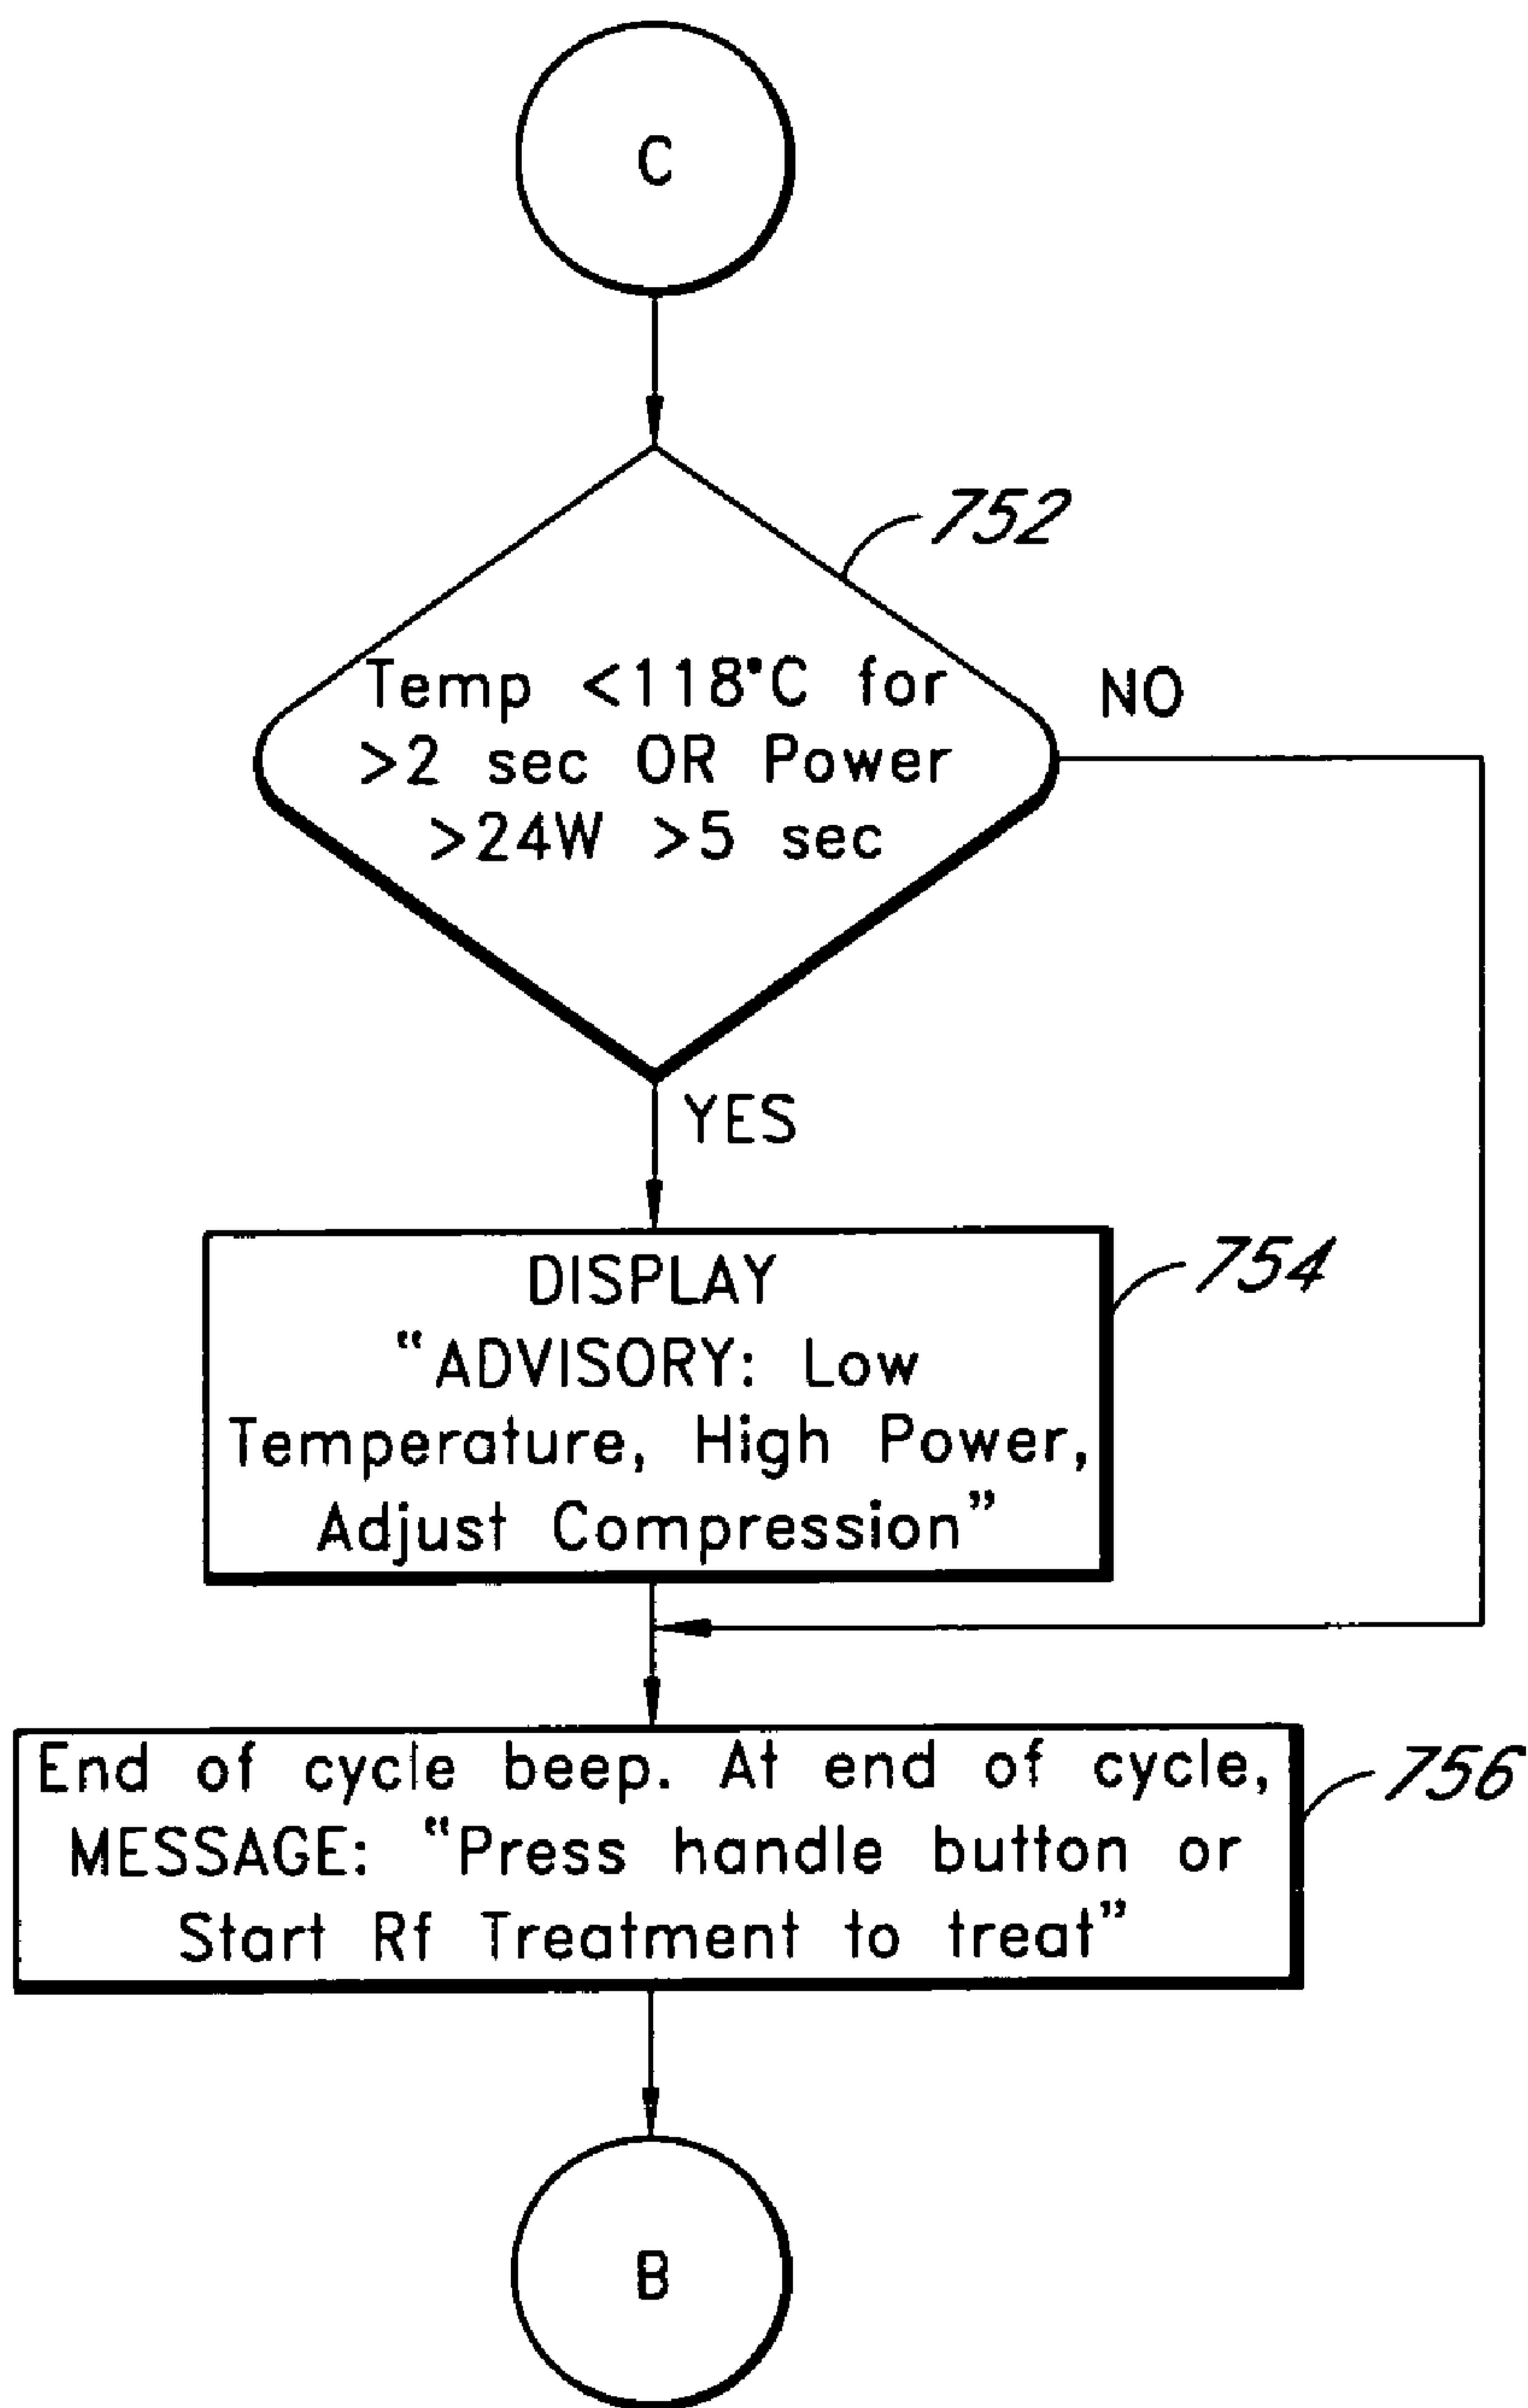 C
752
Temp <118°C for
>2 sec OR Power
>24W >5 sec
NO
YES
754
DISPLAY
“ADVISORY: Low
Temperature, High Power,
Adjust Compression”
756
End of cycle beep. At end of cycle,
MESSAGE: “Press handle button or
Start Rf Treatment to treat”
B